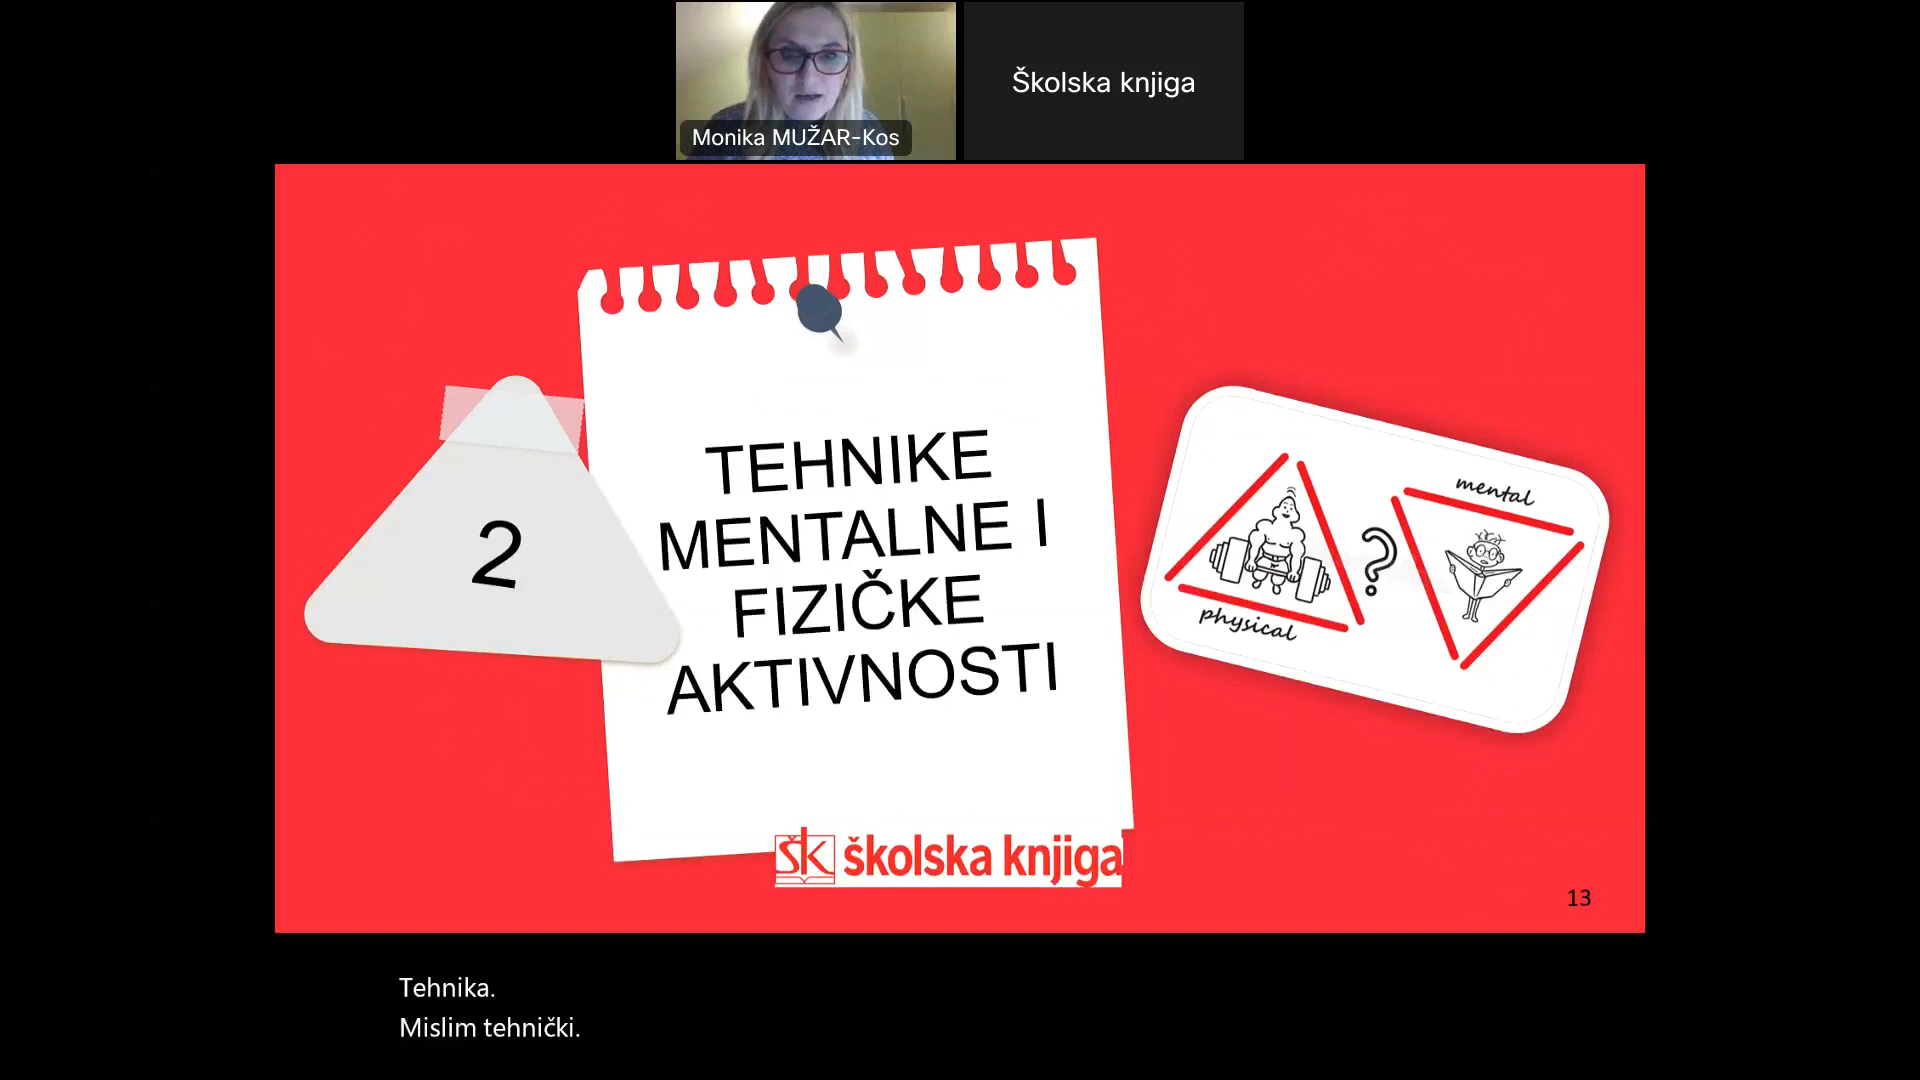 Monika MUŽAR-Kos
Školska knjiga
2
TEHNIKE
MENTALNE I
FIZIČKE
AKTIVNOSTI
mental
?
physical
ŠK školska knjiga
13
Tehnika.
Mislim tehnički.